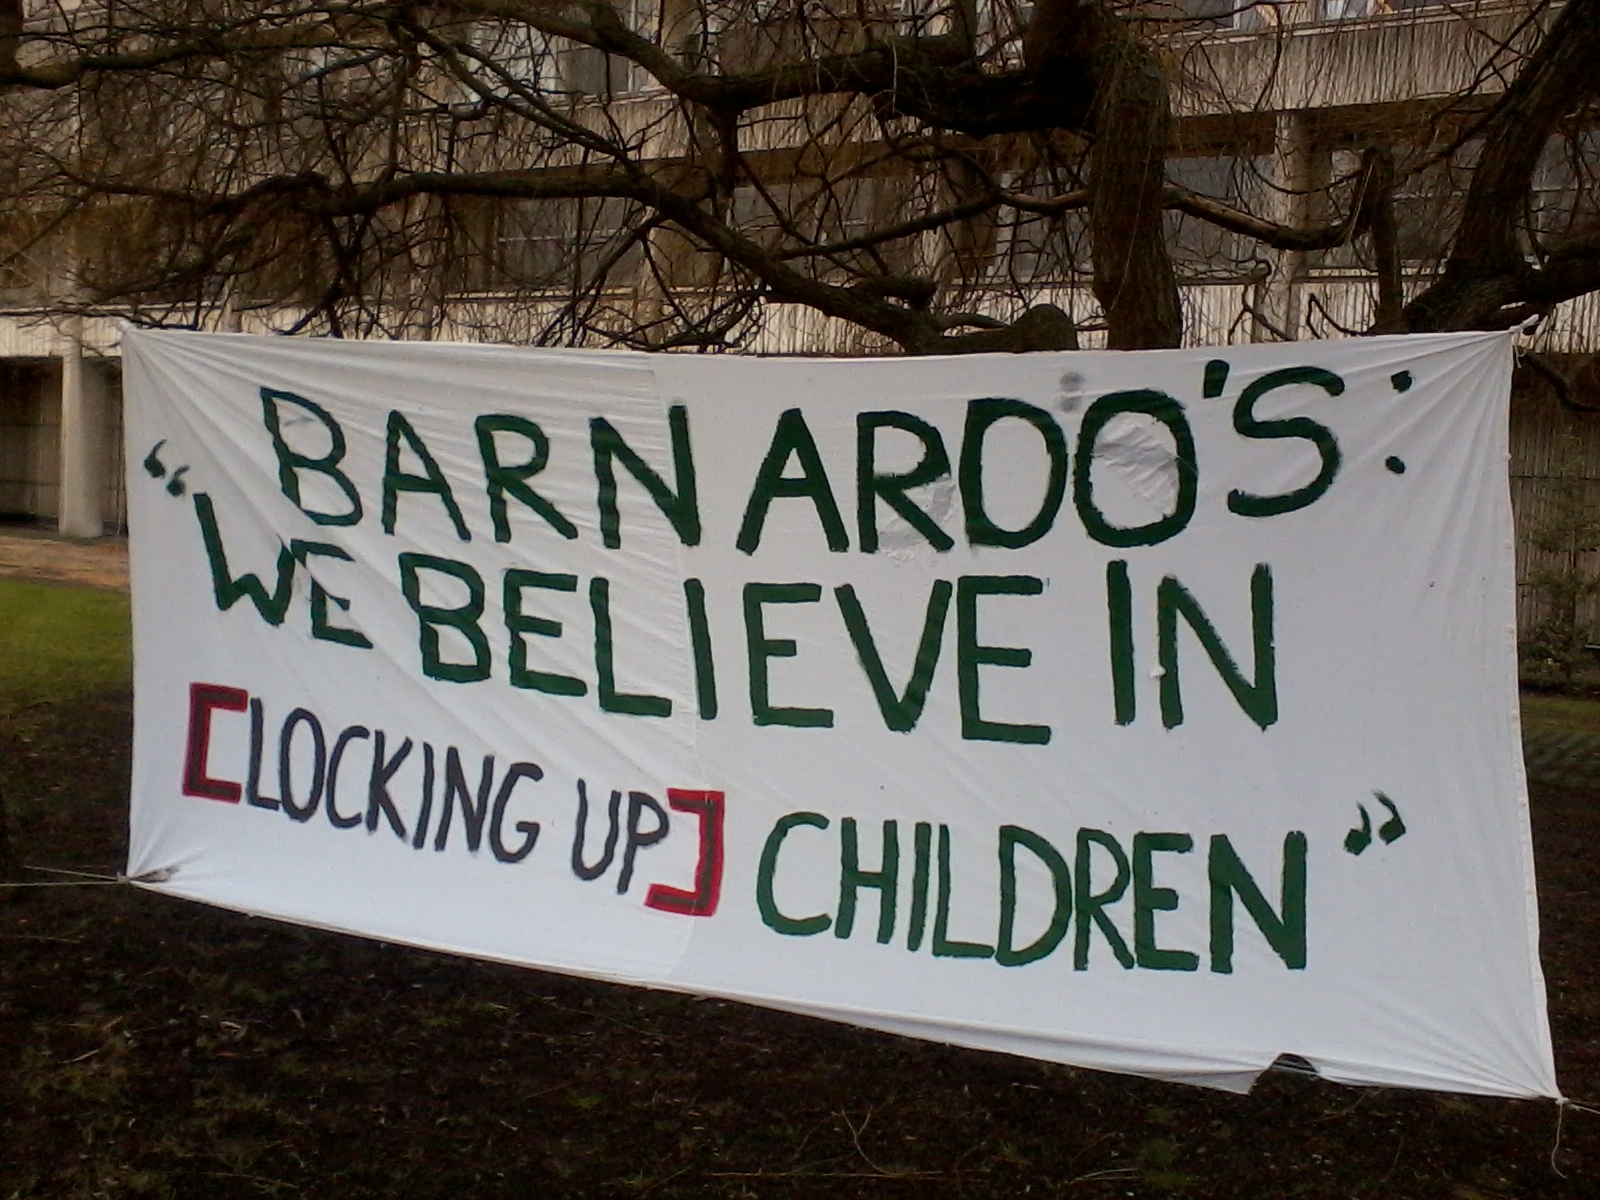 BARNARDO'S:
“WE BELIEVE IN
[LOCKING UP] CHILDREN”